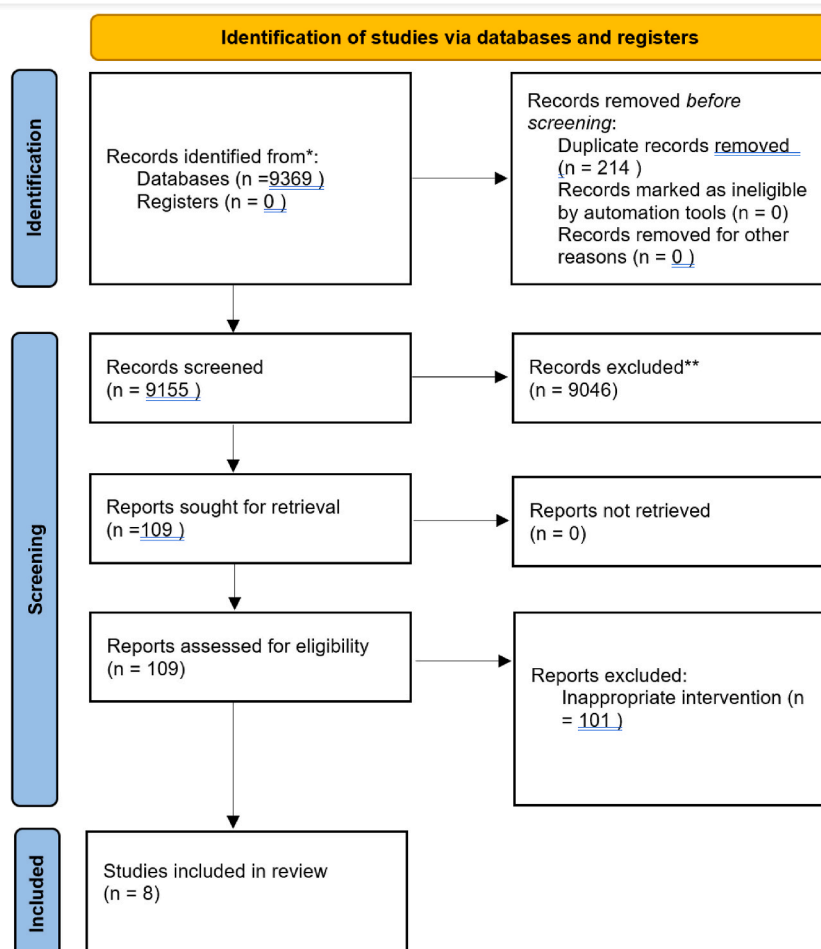 Identification of studies via databases and registers
Identification
Records identified from*:
Databases (n =9369 )
Registers (n = 0 )
Records removed before
screening:
Duplicate records removed
(n = 214 )
Records marked as ineligible
by automation tools (n = 0)
Records removed for other
reasons (n = 0 )
Screening
Records screened
(n = 9155 )
Records excluded**
(n = 9046)
Reports sought for retrieval
(n =109 )
Reports not retrieved
(n = 0)
Reports assessed for eligibility
(n = 109)
Reports excluded:
Inappropriate intervention (n
= 101 )
Included
Studies included in review
(n = 8)